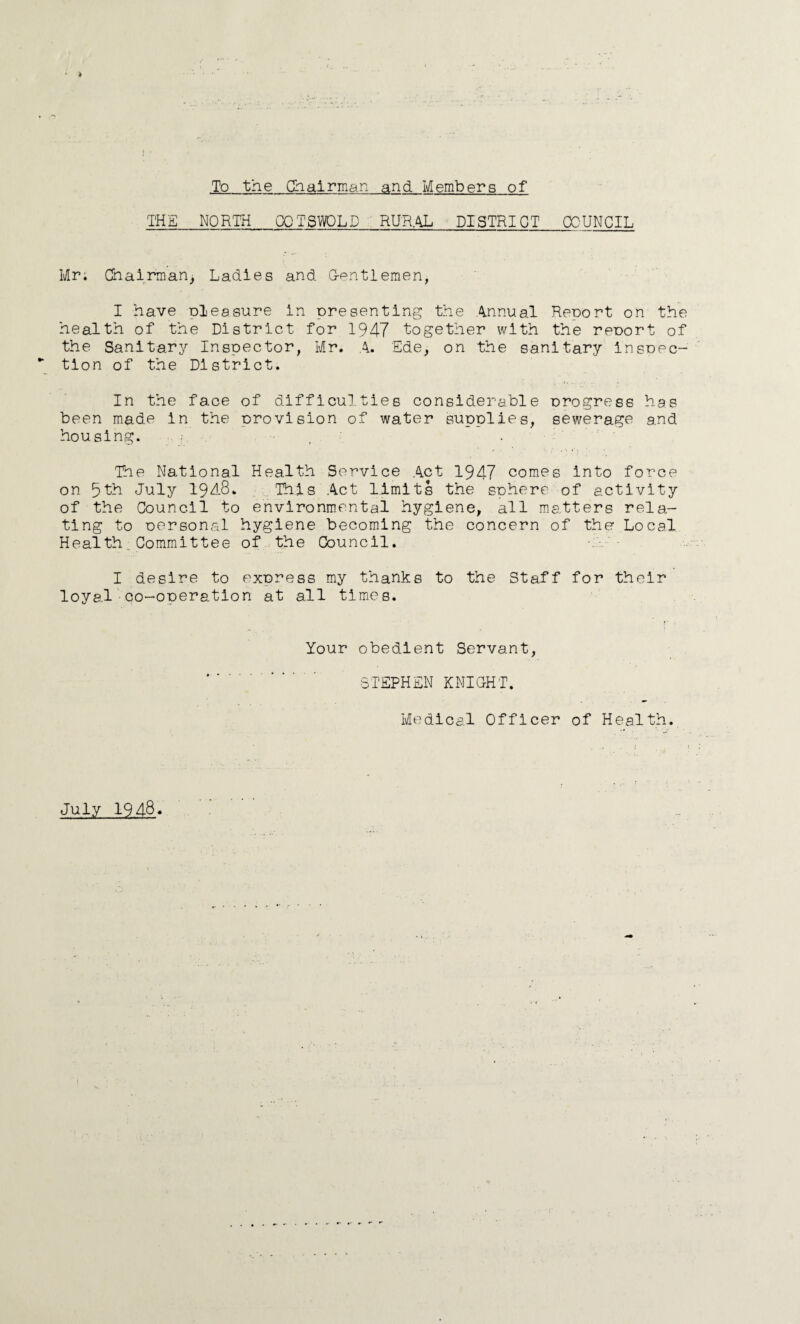 To the Chairman and Members of
THE NORTH COTSWOLD RURAL DISTRICT COUNCIL
Mr. Chairman, Ladies and Gentlemen,
I have pleasure in presenting the Annual Report on the
health of the District for 1947 together with the report of
the Sanitary Inspector, Mr. A. Ede, on the sanitary inspec-
tion of the District.
In the face of difficulties considerable progress has
been made in the provision of water supplies, sewerage and
housing.
The National Health Service Act 1947 comes into force
on 5th July 1948. This Act limits the sphere of activity
of the Council to environmental hygiene, all matters rela-
ting to personal hygiene becoming the concern of the Local
Health Committee of the Council.
I desire to express my thanks to the Staff for their
loyal co-operation at all times.
Your obedient Servant,
STEPHEN KNIGHT.
Medical Officer of Health.
July 1948.